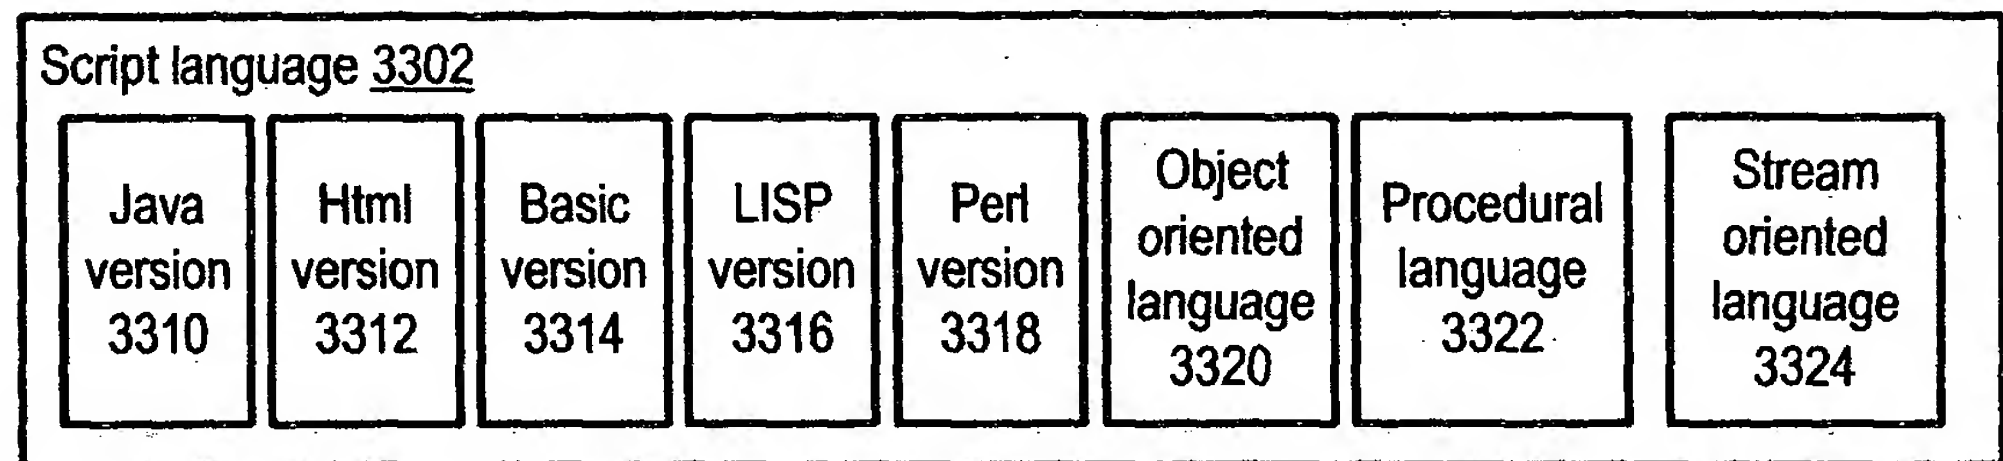 Script language 3302
Java
version
3310
Html
version
3312
Basic
version
3314
LISP
version
3316
Perl
version
3318
Object
oriented
language
3320
Procedural
language
3322
Stream
oriented
language
3324